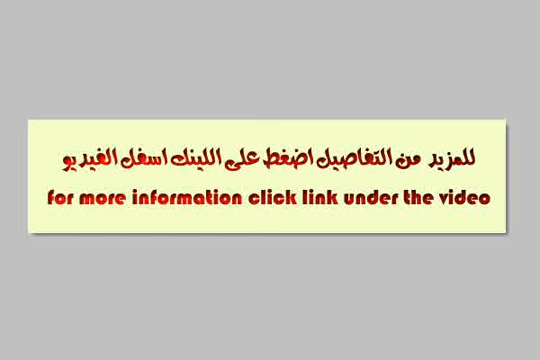 للمزيد من التفاصيل اضغط على اللينك اسفل الفيديو
for more information click link under the video